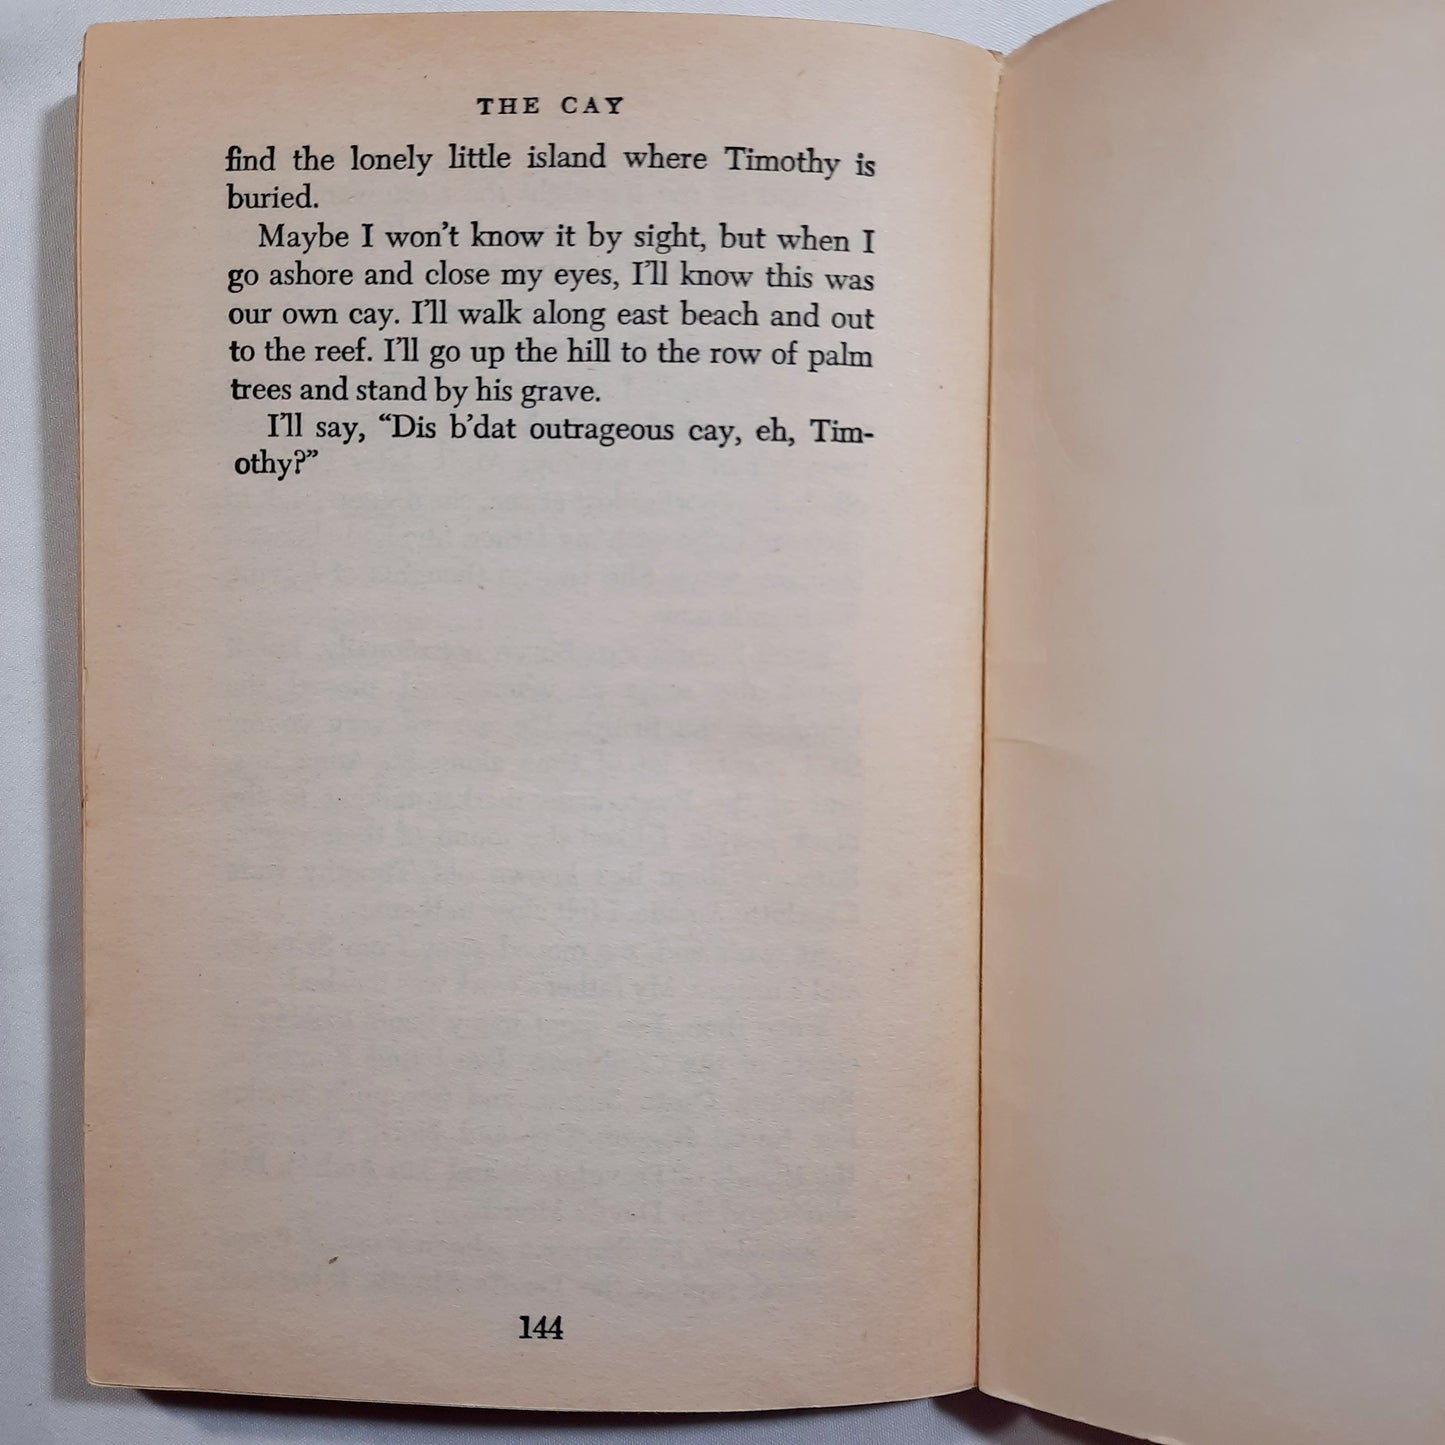 THE CAY
find the lonely little island where Timothy is
buried.
Maybe I won't know it by sight, but when I
go ashore and close my eyes, I'll know this was
our own cay. I'll walk along east beach and out
to the reef. I'll go up the hill to the row of palm
trees and stand by his grave.
I'll say, “Dis b'dat outrageous cay, eh, Tim-
othy?”
144